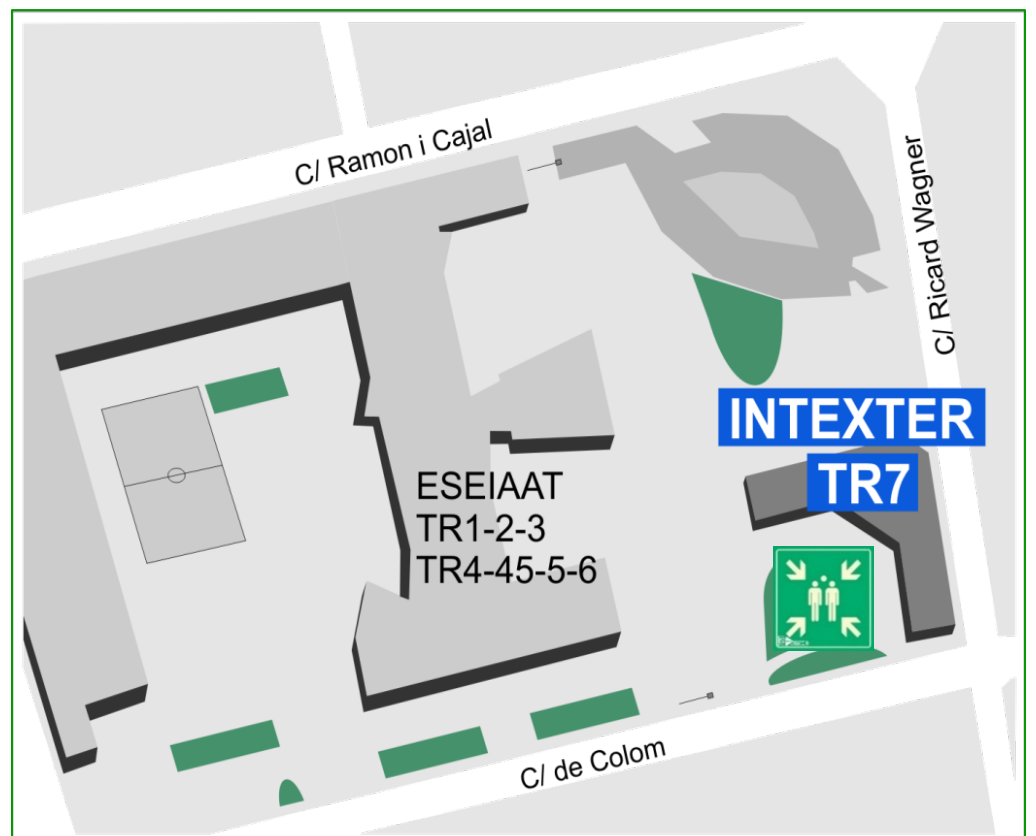 C/ Ramon i Cajal
C/ Ricard Wagner
INTEXTER
TR7
ESEIAAT
TR1-2-3
TR4-45-5-6
C/ de Colom